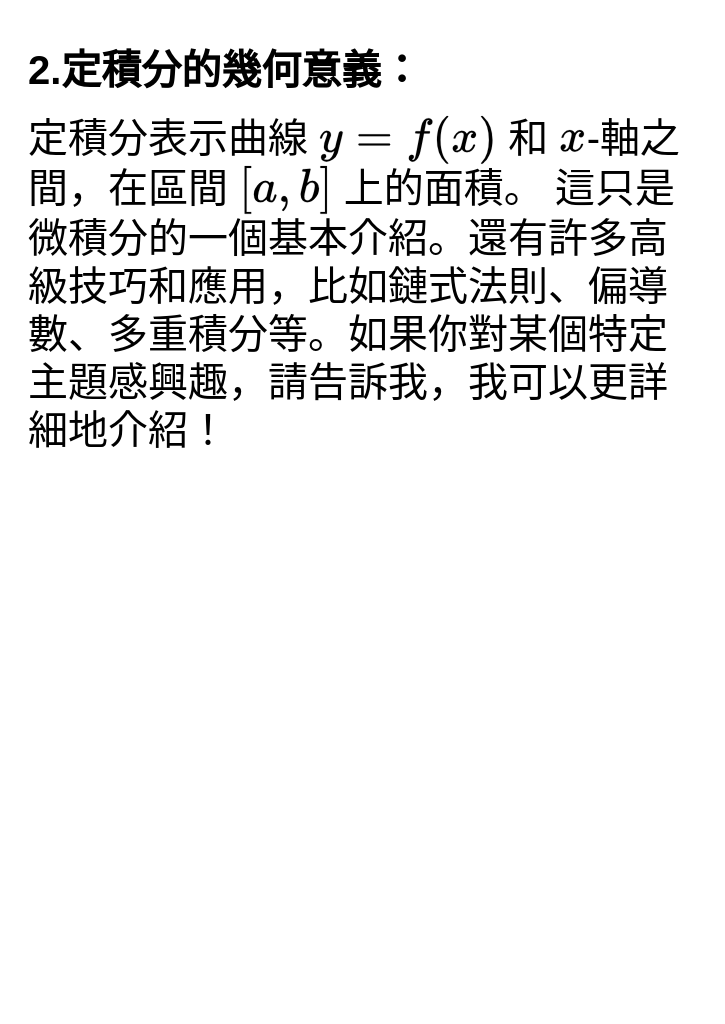 2.定積分的幾何意義：
定積分表示曲線 y = f(x) 和 x-軸之
間，在區間 [a, b] 上的面積。 這只是
微積分的一個基本介紹。還有許多高
級技巧和應用，比如鏈式法則、偏導
數、多重積分等。如果你對某個特定
主題感興趣，請告訴我，我可以更詳
細地介紹！